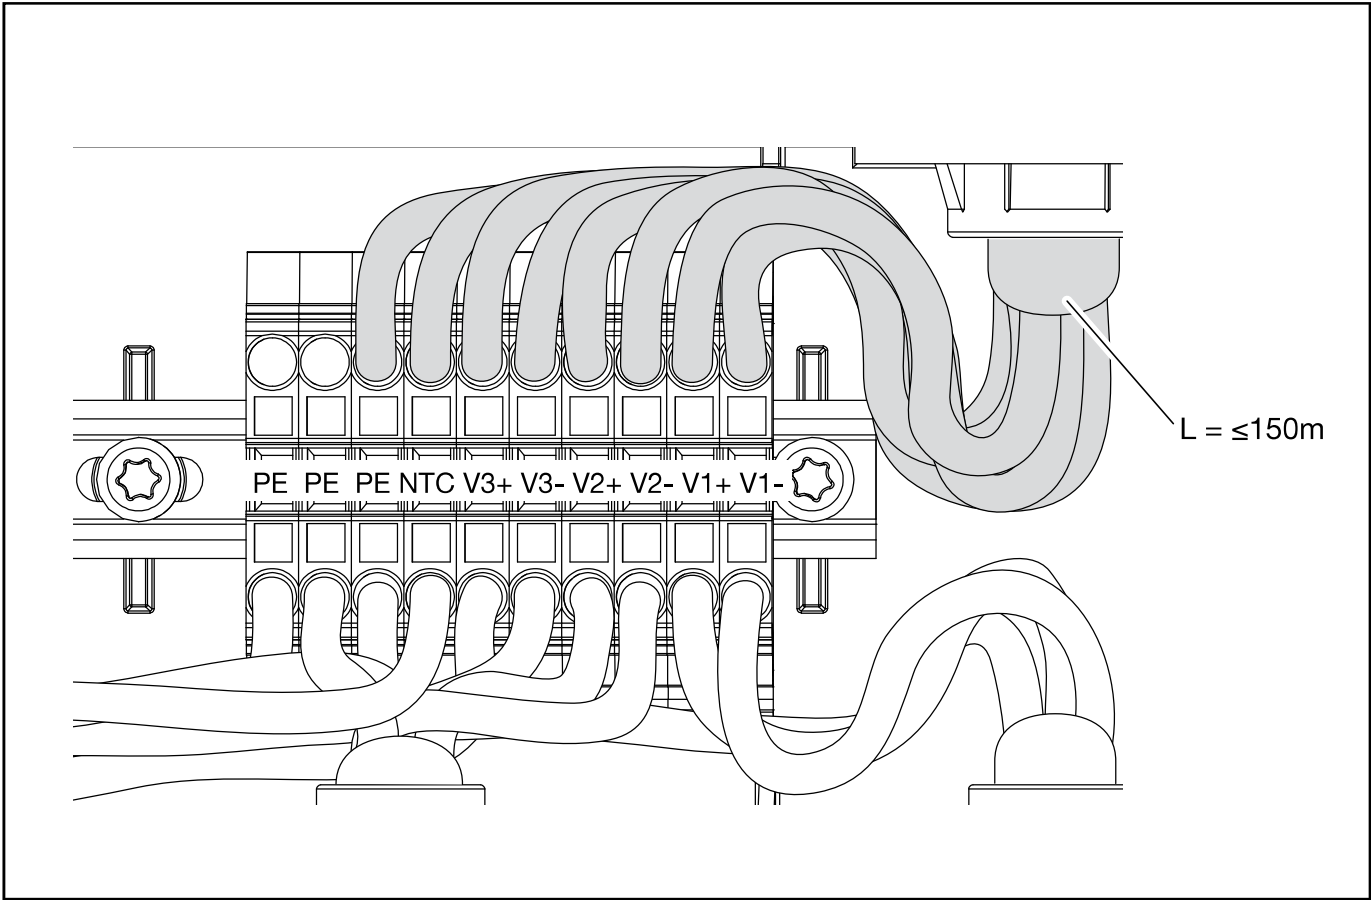 PE PE PE NTC V3+ V3- V2+ V2- V1+ V1-
L = ≤150m